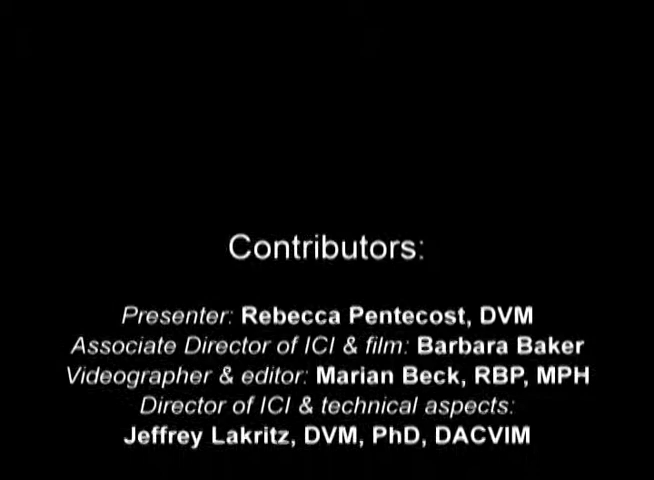 Contributors:
Presenter: Rebecca Pentecost, DVM
Associate Director of ICI & film: Barbara Baker
Videographer & editor: Marian Beck, RBP, MPH
Director of ICI & technical aspects:
Jeffrey Lakritz, DVM, PhD, DACVIM